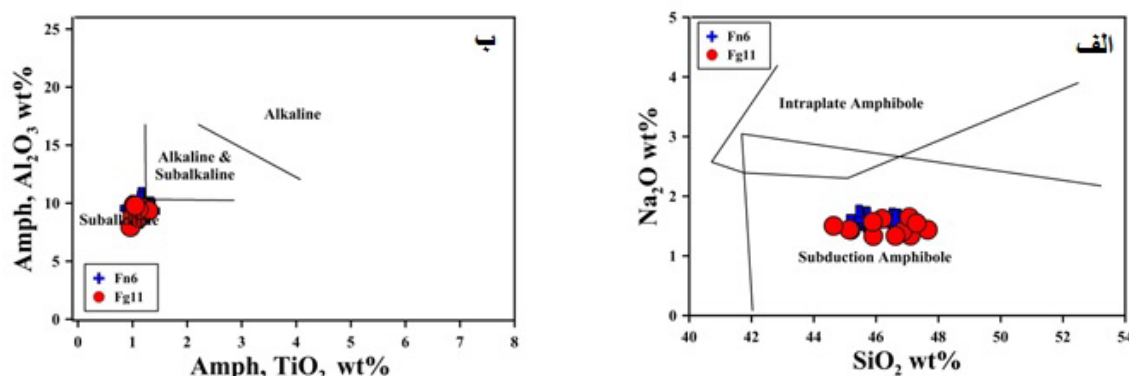 ب
Fn6
Fg11
Alkaline
Alkaline &
Subalkaline
Subalkaline
Amph, Al₂O₃ wt%
0
5
10
15
20
25
0 1 2 3 4 5 6 7 8
Amph, TiO₂ wt%
الف
Fn6
Fg11
Intraplate Amphibole
Subduction Amphibole
Na₂O wt%
5
4
3
2
1
0
40 42 44 46 48 50 52 54
SiO₂ wt%